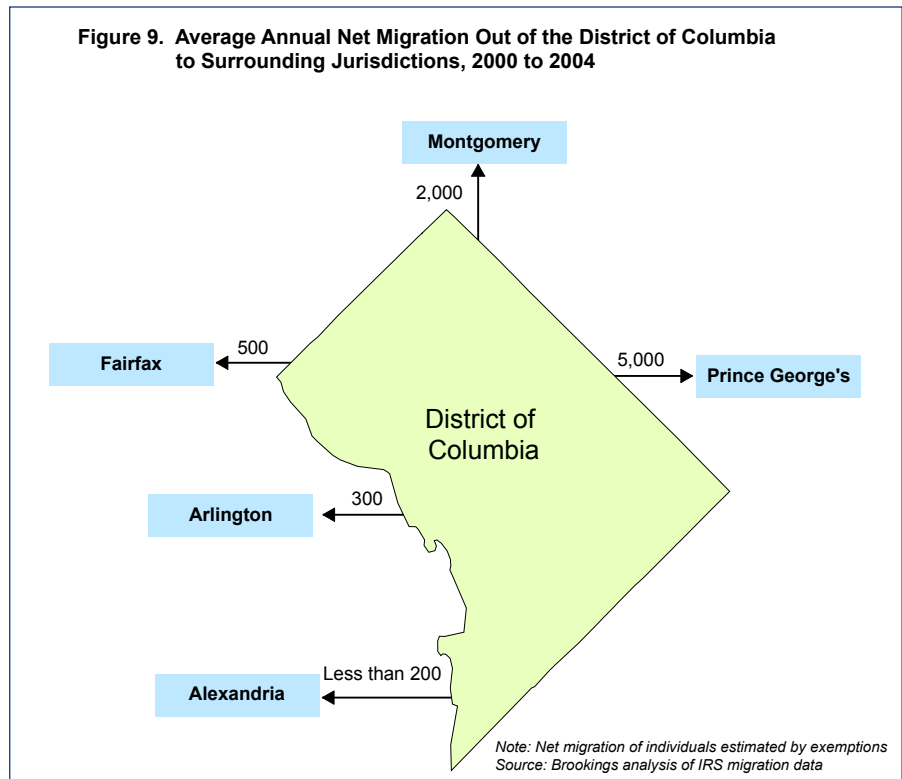 Figure 9. Average Annual Net Migration Out of the District of Columbia
to Surrounding Jurisdictions, 2000 to 2004
Montgomery
2,000
500
Fairfax
5,000
Prince George's
District of
Columbia
300
Arlington
Less than 200
Alexandria
Note: Net migration of individuals estimated by exemptions
Source: Brookings analysis of IRS migration data